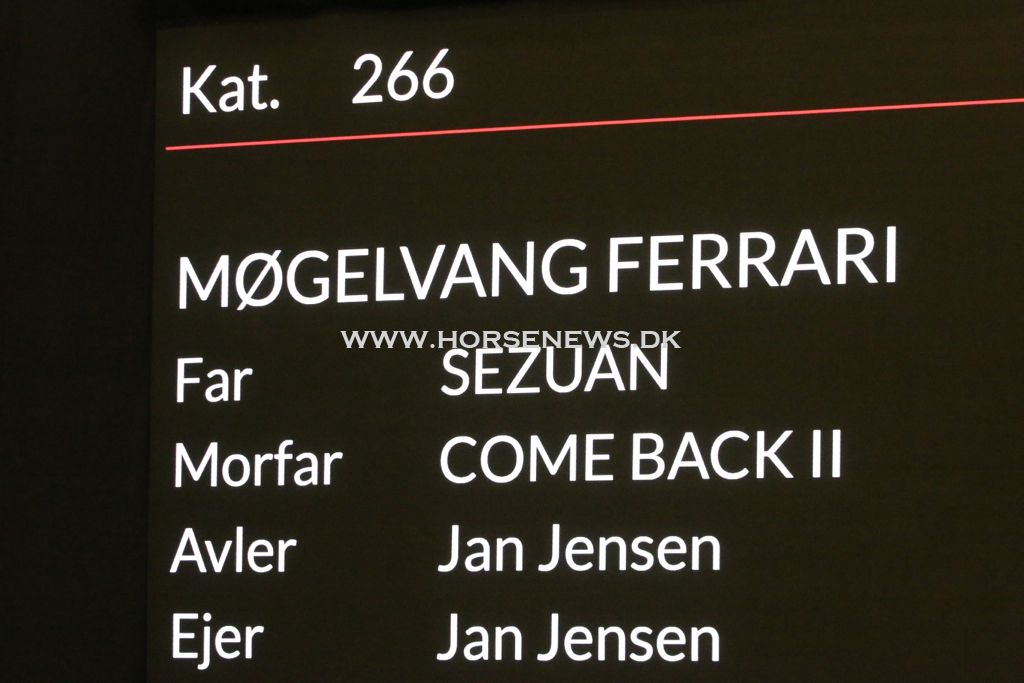 Kat. 266
MØGELVANG FERRARI
WWW.HORSENEWS.DK
Far SEZUAN
Morfar COME BACK II
Avler Jan Jensen
Ejer Jan Jensen